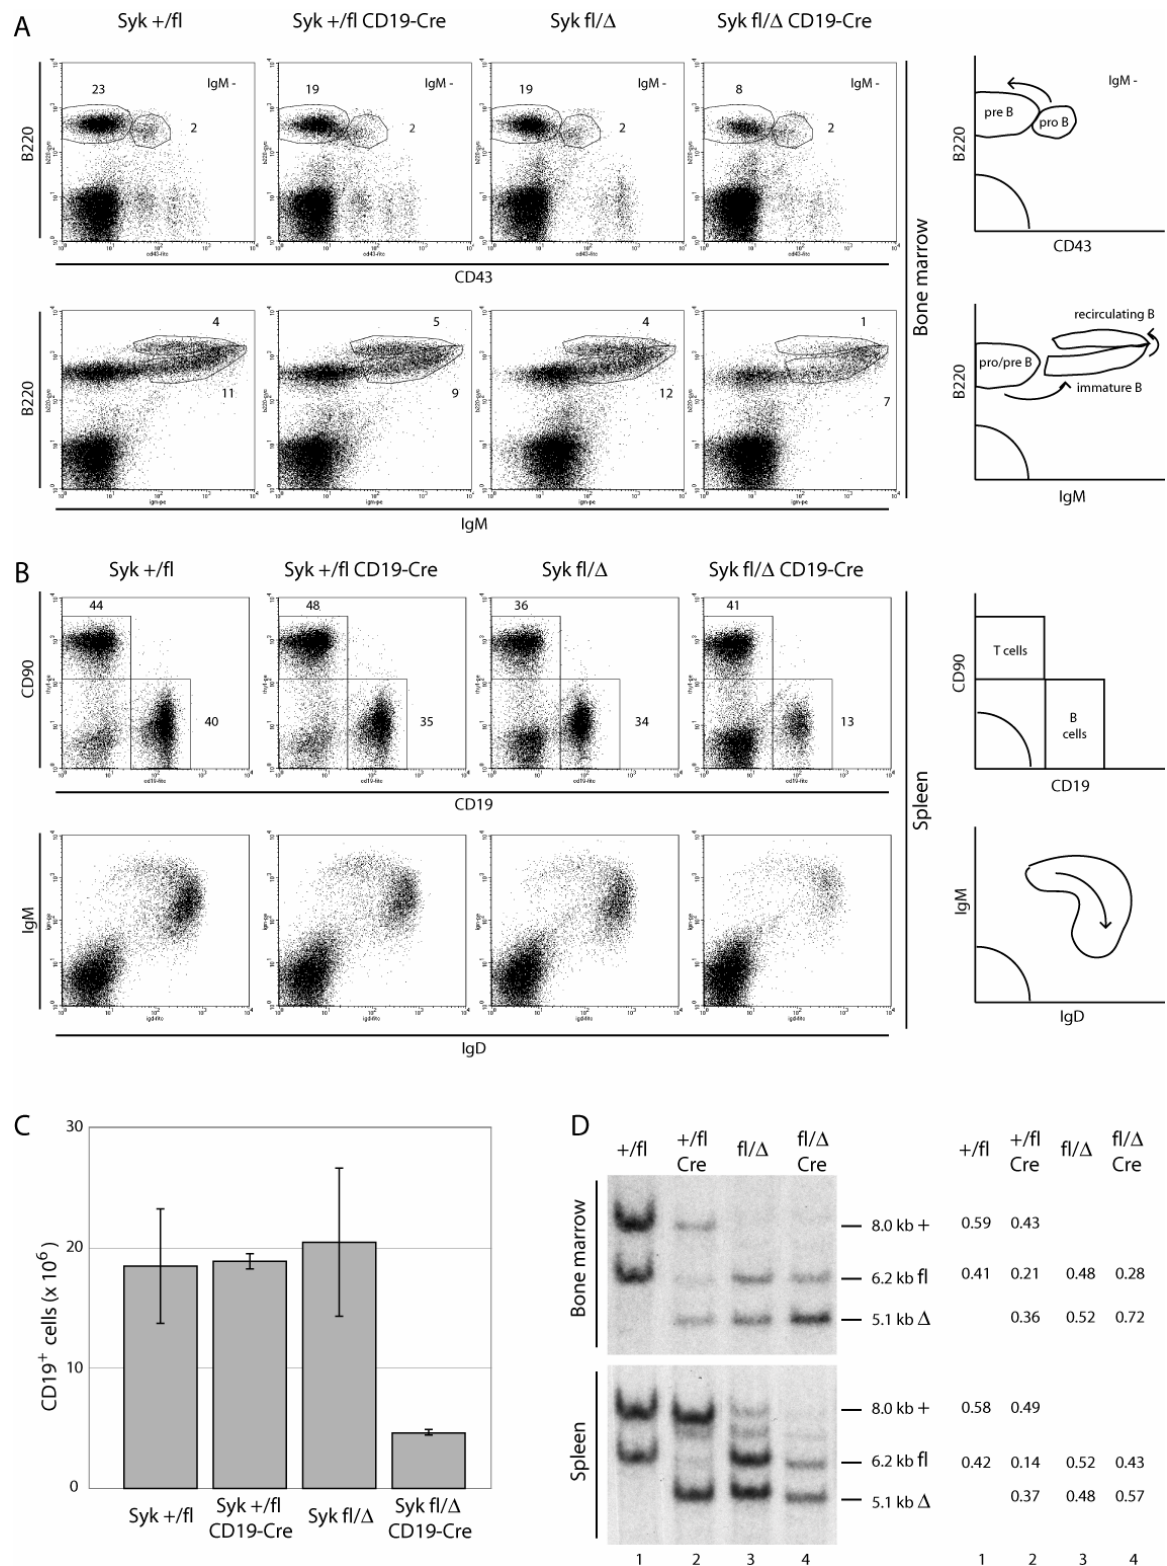 A
Syk +/fl
Syk +/fl CD19-Cre
Syk fl/Δ
Syk fl/Δ CD19-Cre
B220
23
IgM -
2
19
IgM -
2
19
IgM -
2
8
IgM -
2
CD43
B220
4
11
5
9
4
12
1
7
IgM
Bone marrow
IgM -
pre B
pro B
B220
CD43
recirculating B
pro/pre B
immature B
B220
IgM
B
Syk +/fl
Syk +/fl CD19-Cre
Syk fl/Δ
Syk fl/Δ CD19-Cre
CD90
44
40
48
35
36
34
41
13
CD19
IgM
IgD
Spleen
CD90
T cells
B
cells
CD19
IgM
IgD
C
30
20
10
0
CD19+ cells (x 10^6)
Syk +/fl
Syk +/fl
CD19-Cre
Syk fl/Δ
Syk fl/Δ
CD19-Cre
D
+/fl
+/fl
Cre
fl/Δ
fl/Δ
Cre
+/fl
+/fl
Cre
fl/Δ
fl/Δ
Cre
Bone marrow
8.0 kb + 0.59 0.43
6.2 kb fl 0.41 0.21 0.48 0.28
5.1 kb Δ 0.36 0.52 0.72
Spleen
8.0 kb + 0.58 0.49
6.2 kb fl 0.42 0.14 0.52 0.43
5.1 kb Δ 0.37 0.48 0.57
1 2 3 4 1 2 3 4